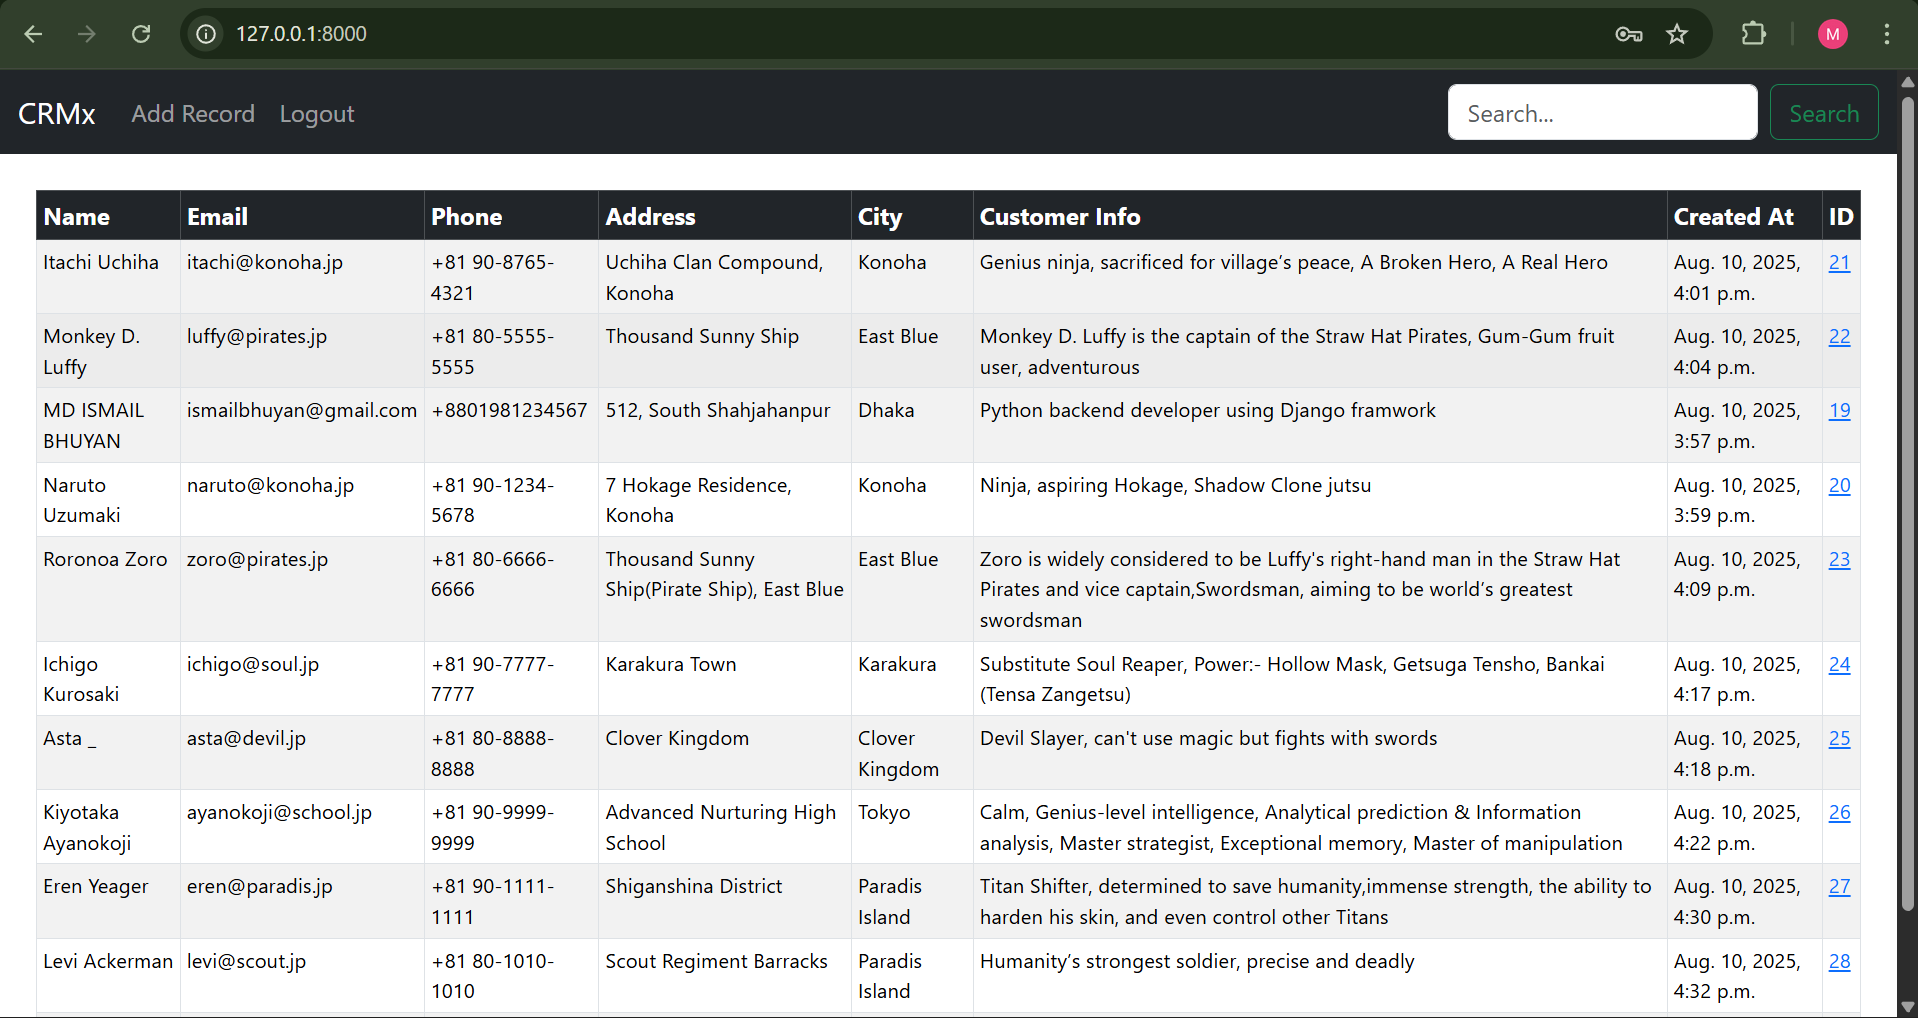 127.0.0.1:8000
M
CRMx Add Record Logout Search... Search
Name Email Phone Address City Customer Info Created At ID
Itachi Uchiha itachi@konoha.jp +81 90-8765- Uchiha Clan Compound, Konoha Genius ninja, sacrificed for village’s peace, A Broken Hero, A Real Hero Aug. 10, 2025, 21
4321 Konoha 4:01 p.m.
Monkey D. luffy@pirates.jp +81 80-5555- Thousand Sunny Ship East Blue Monkey D. Luffy is the captain of the Straw Hat Pirates, Gum-Gum fruit Aug. 10, 2025, 22
Luffy 5555 user, adventurous 4:04 p.m.
MD ISMAIL ismailbhuyan@gmail.com +8801981234567 512, South Shahjahanpur Dhaka Python backend developer using Django framwork Aug. 10, 2025, 19
BHUYAN 3:57 p.m.
Naruto naruto@konoha.jp +81 90-1234- 7 Hokage Residence, Konoha Ninja, aspiring Hokage, Shadow Clone jutsu Aug. 10, 2025, 20
Uzumaki 5678 Konoha 3:59 p.m.
Roronoa Zoro zoro@pirates.jp +81 80-6666- Thousand Sunny East Blue Zoro is widely considered to be Luffy's right-hand man in the Straw Hat Aug. 10, 2025, 23
6666 Ship(Pirate Ship), East Blue Pirates and vice captain,Swordsman, aiming to be world’s greatest 4:09 p.m.
swordsman
Ichigo ichigo@soul.jp +81 90-7777- Karakura Town Karakura Substitute Soul Reaper, Power:- Hollow Mask, Getsuga Tensho, Bankai Aug. 10, 2025, 24
Kurosaki 7777 (Tensa Zangetsu) 4:17 p.m.
Asta _ asta@devil.jp +81 80-8888- Clover Kingdom Clover Devil Slayer, can't use magic but fights with swords Aug. 10, 2025, 25
8888 Kingdom 4:18 p.m.
Kiyotaka ayanokoji@school.jp +81 90-9999- Advanced Nurturing High Tokyo Calm, Genius-level intelligence, Analytical prediction & Information Aug. 10, 2025, 26
Ayanokoji 9999 School analysis, Master strategist, Exceptional memory, Master of manipulation 4:22 p.m.
Eren Yeager eren@paradis.jp +81 90-1111- Shiganshina District Paradis Titan Shifter, determined to save humanity,immense strength, the ability to Aug. 10, 2025, 27
1111 Island harden his skin, and even control other Titans 4:30 p.m.
Levi Ackerman levi@scout.jp +81 80-1010- Scout Regiment Barracks Paradis Humanity’s strongest soldier, precise and deadly Aug. 10, 2025, 28
1010 Island 4:32 p.m.